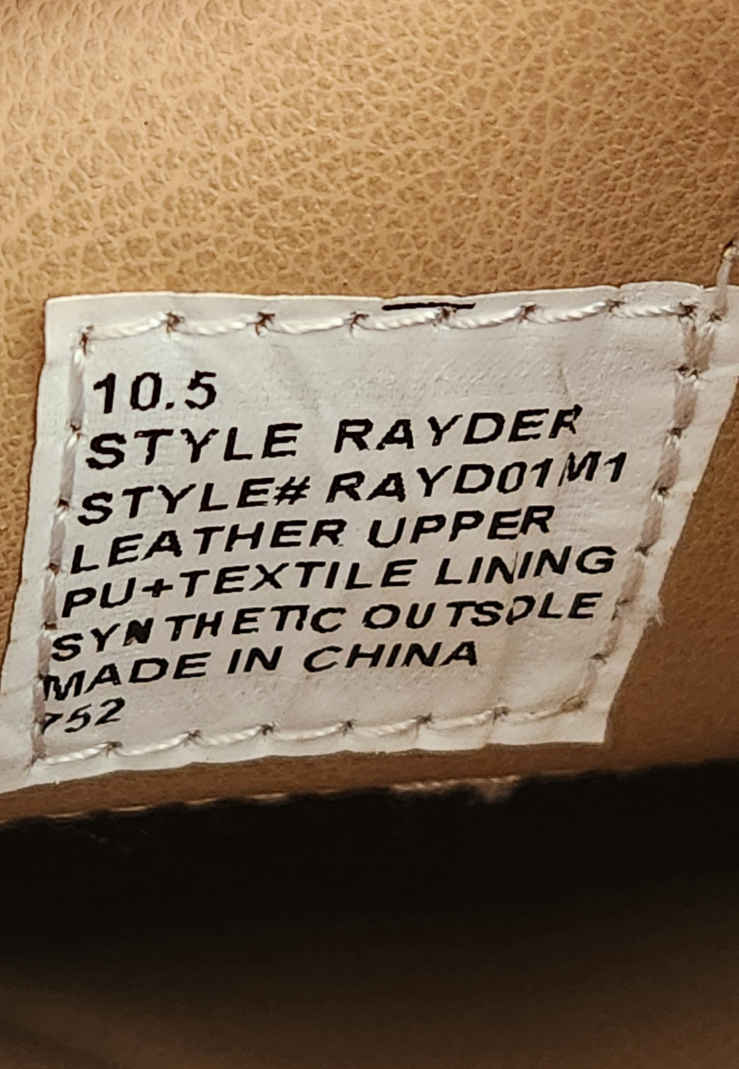 10.5
STYLE RAYDER
STYLE# RAYD01M1
LEATHER UPPER
PU+TEXTILE LINING
SYNTHETIC OUTSOLE
MADE IN CHINA
752